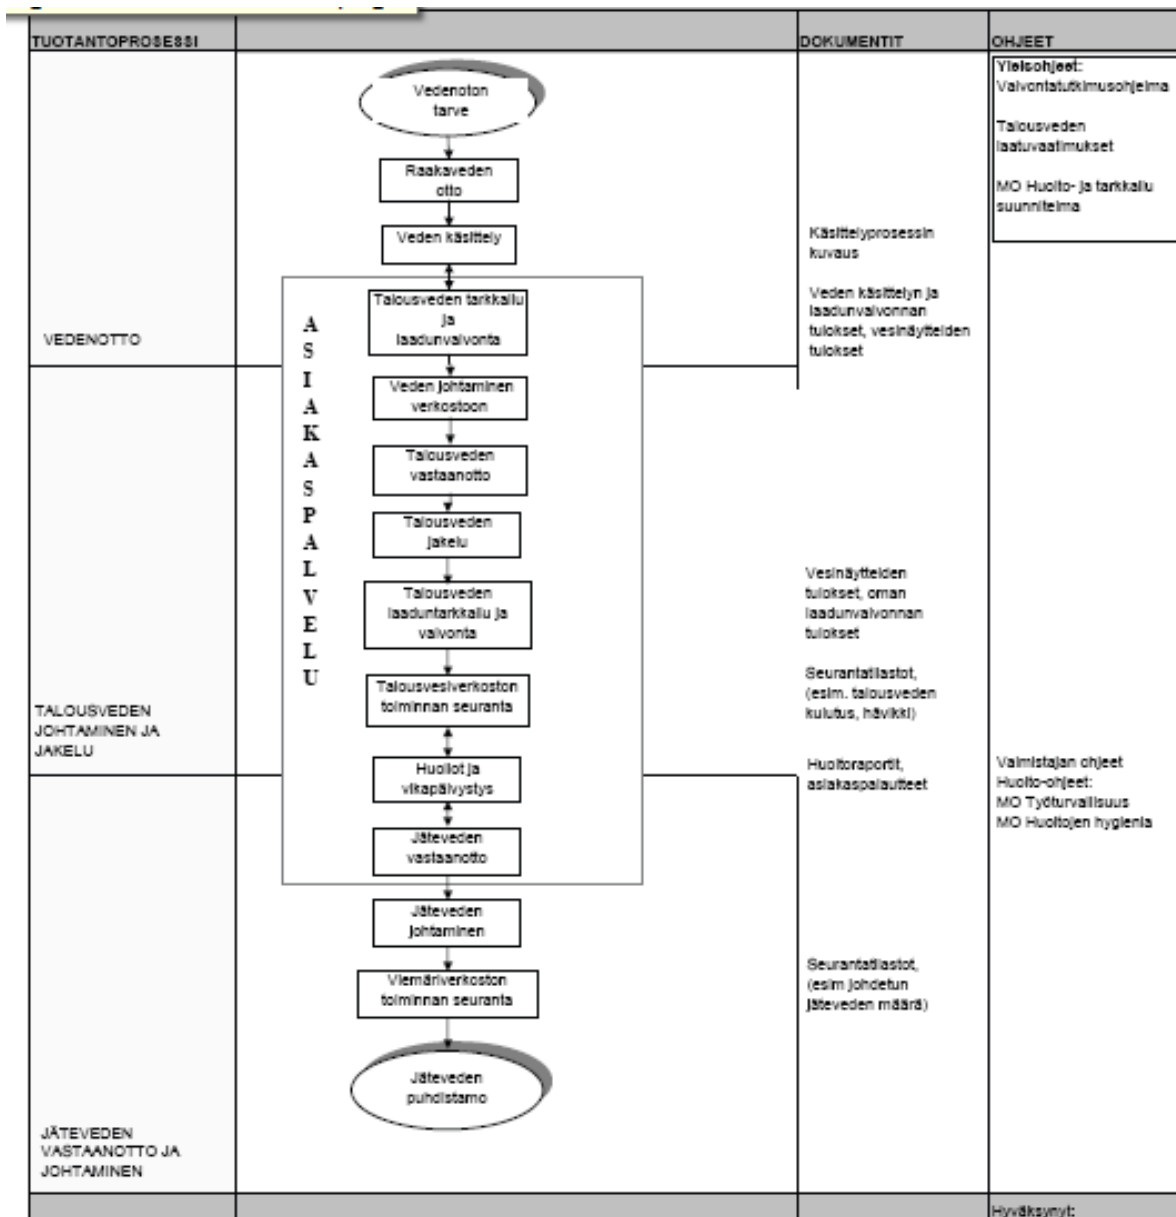 TUOTANTOPROSESSI
DOKUMENTIT
OHJEET
Yleisohjeet:
Valvontatutkimusohjelma
Talousveden
laatuvaatimukset
MO Huolto- ja tarkkailu
suunnitelma
Vedenoton
tarve
Raakaveden
otto
Veden käsittely
Käsittelyprosessin
kuvaus
Veden käsittelyn ja
laadunvalvonnan
tulokset, vesinäytteiden
tulokset
VEDENOTTO
ASIAKASPALVELU
Talousveden tarkkailu
ja
laadunvalvonta
Veden johtaminen
verkostoon
Talousveden
vastaanotto
Talousveden
jakelu
Talousveden
laaduntarkkailu ja
valvonta
Vesinäytteiden
tulokset, oman
laadunvalvonnan
tulokset
Talousvesiverkoston
toiminnan seuranta
Seurantatilastot,
(esim. talousveden
kulutus, hävikki)
TALOUSVEDEN
JOHTAMINEN JA
JAKELU
Huollot ja
vikapäivystys
Huoltoraportit,
asiakaspalautteet
Valmistajan ohjeet
Huolto-ohjeet:
MO Työturvallisuus
MO Huoltojen hygienia
Jäteveden
vastaanotto
Jäteveden
johtaminen
Viemäriverkoston
toiminnan seuranta
Seurantatilastot,
(esim johdetun
jäteveden määrä)
Jäteveden
puhdistamo
JÄTEVEDEN
VASTAANOTTO JA
JOHTAMINEN
Hyväksynyt: